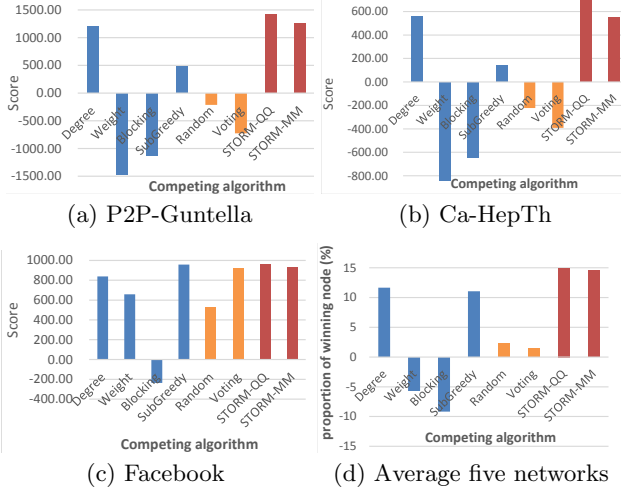 1500.00
1000.00
500.00
0.00
-500.00
-1000.00
-1500.00
Score
Degree
Weight
Blocking
SubGreedy
Random
Voting
STORM-QQ
STORM-MM
Competing algorithm
(a) P2P-Guntella
600.00
400.00
200.00
0.00
-200.00
-400.00
-600.00
-800.00
Score
Degree
Weight
Blocking
SubGreedy
Random
Voting
STORM-QQ
STORM-MM
Competing algorithm
(b) Ca-HepTh
1000.00
800.00
600.00
400.00
200.00
0.00
-200.00
-400.00
Score
Degree
Weight
Blocking
SubGreedy
Random
Voting
STORM-QQ
STORM-MM
Competing algorithm
(c) Facebook
15
10
5
0
-5
-10
-15
proportion of winning node (%)
Degree
Weight
Blocking
SubGreedy
Random
Voting
STORM-QQ
STORM-MM
Competing algorithm
(d) Average five networks